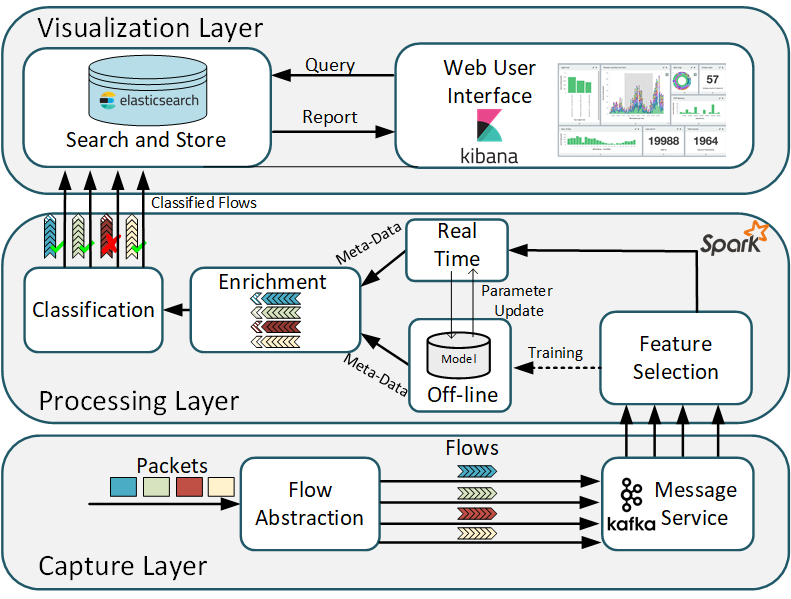 Visualization Layer
elasticsearch
Search and Store
Query
Report
Web User
Interface
kibana
57
19988
1964
Classified Flows
Spark
Classification
Enrichment
Meta-Data
Real
Time
Parameter
Update
Model
Off-line
Meta-Data
Training
Feature
Selection
Processing Layer
Packets
Flow
Abstraction
Flows
kafka
Message
Service
Capture Layer